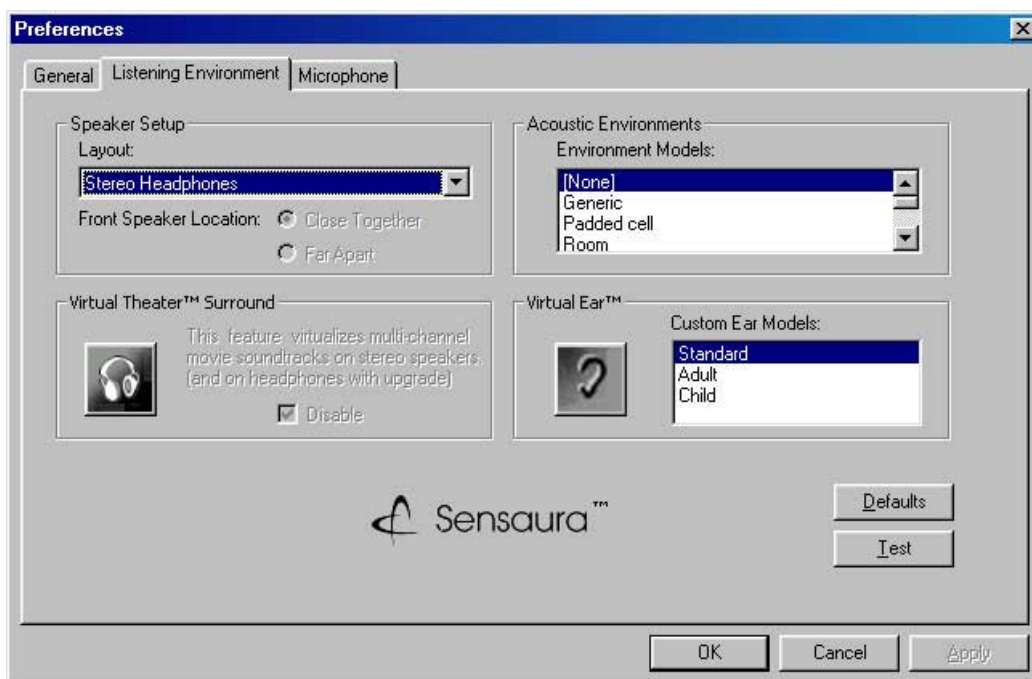 Preferences
General
Listening Environment
Microphone
Speaker Setup
Layout:
Stereo Headphones
Front Speaker Location:
Close Together
Far Apart
Acoustic Environments
Environment Models:
[None]
Generic
Padded cell
Room
Virtual Theater™ Surround
This feature virtualizes multi-channel
movie soundtracks on stereo speakers.
(and on headphones with upgrade)
Disable
Virtual Ear™
Custom Ear Models:
Standard
Adult
Child
Sensaura™
Defaults
Test
OK
Cancel
Apply